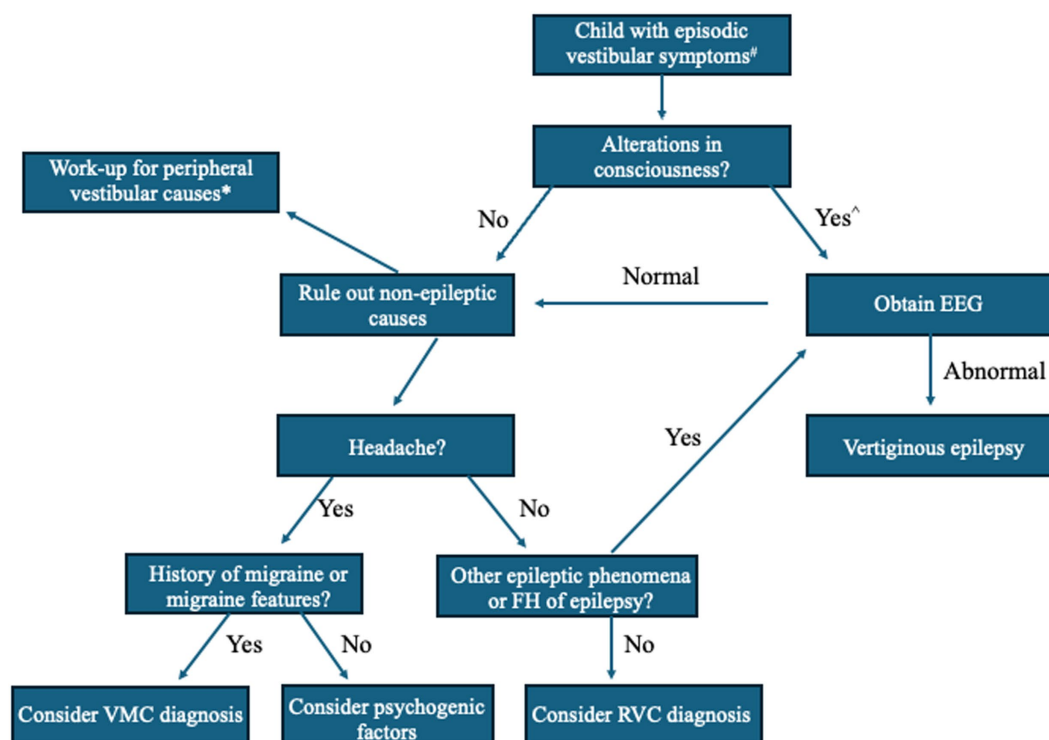 Child with episodic
vestibular symptoms#
Alterations in
consciousness?
Work-up for peripheral
vestibular causes*
No
Yes^
Rule out non-epileptic
causes
Normal
Obtain EEG
Abnormal
Headache?
Yes
Vertiginous epilepsy
Yes
No
History of migraine or
migraine features?
Other epileptic phenomena
or FH of epilepsy?
Yes
No
No
Consider VMC diagnosis
Consider psychogenic
factors
Consider RVC diagnosis